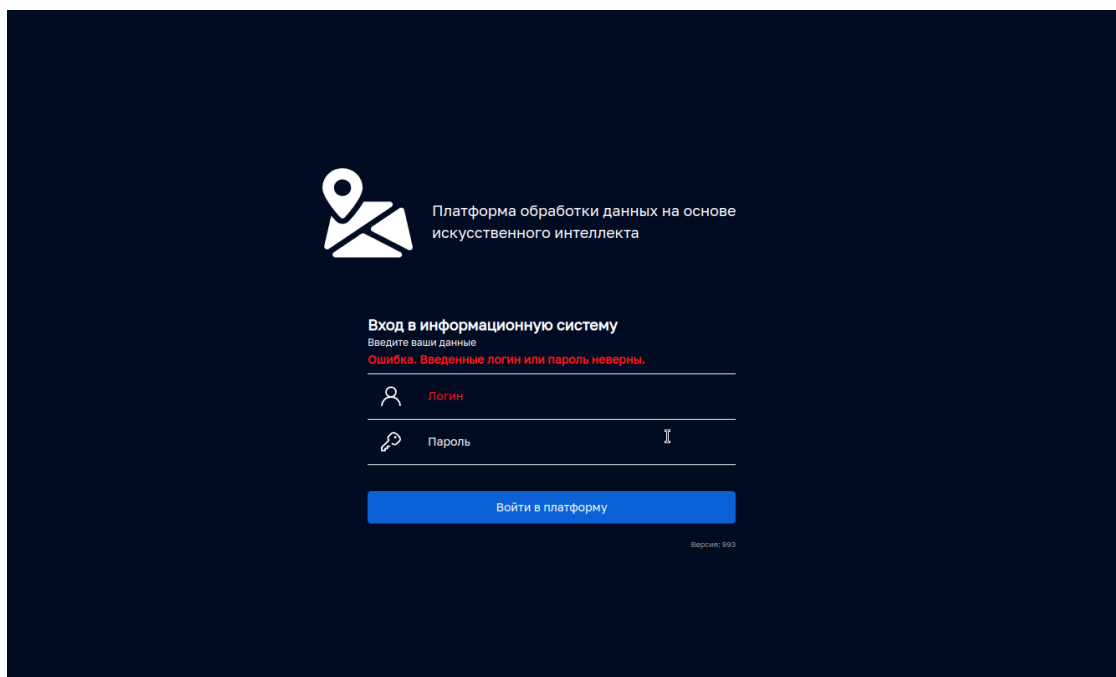 Платформа обработки данных на основе
искусственного интеллекта
Вход в информационную систему
Введите ваши данные
Ошибка. Введенные логин или пароль неверны.
Логин
Пароль
Войти в платформу
Версия: 993